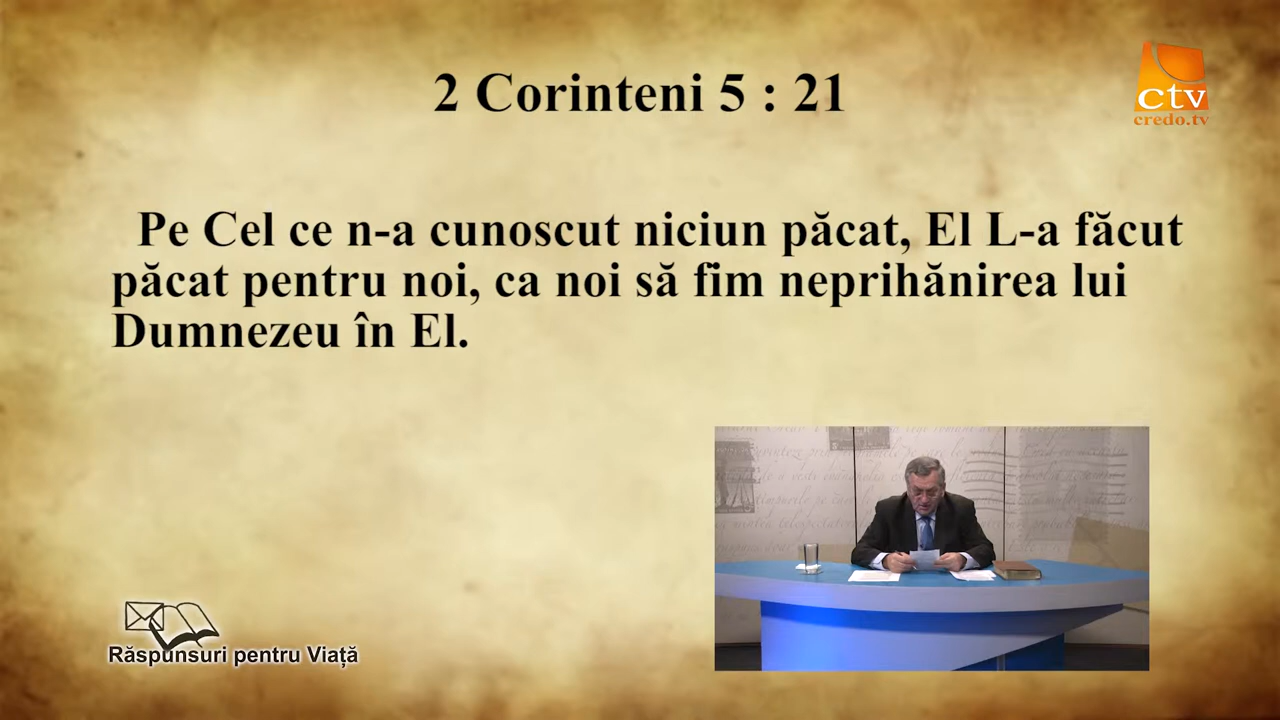 2 Corinteni 5 : 21
ctv
credo.tv
Pe Cel ce n-a cunoscut niciun păcat, El L-a făcut
păcat pentru noi, ca noi să fim neprihănirea lui
Dumnezeu în El.
Răspunsuri pentru Viață